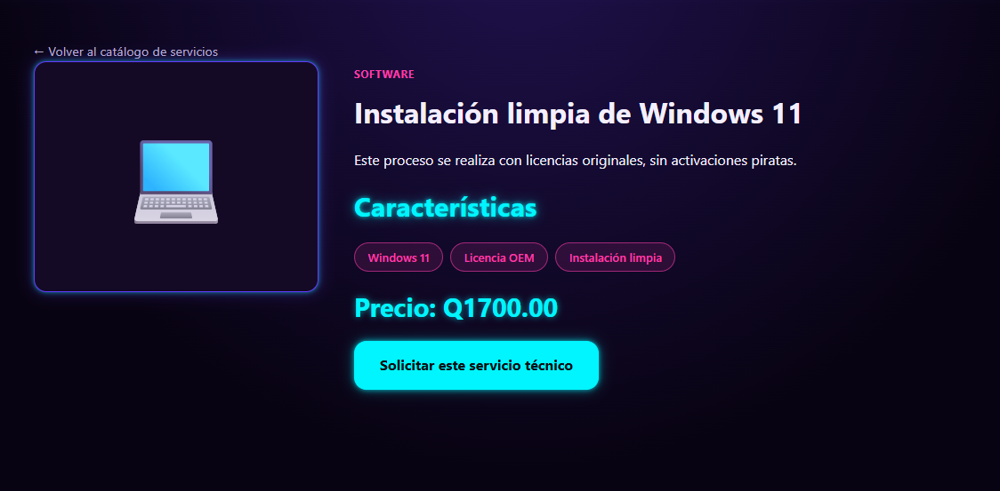 ← Volver al catálogo de servicios
SOFTWARE
Instalación limpia de Windows 11
Este proceso se realiza con licencias originales, sin activaciones piratas.
Características
Windows 11
Licencia OEM
Instalación limpia
Precio: Q1700.00
Solicitar este servicio técnico